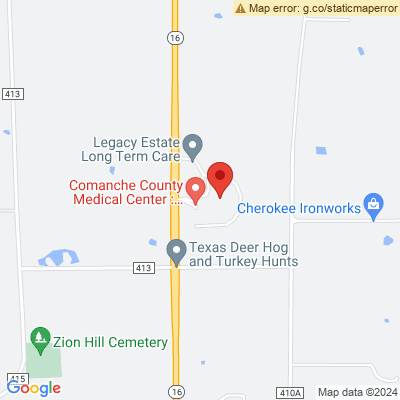 Map error: g.co/staticmaperror
16
413
Legacy Estate
Long Term Care
Comanche County
Medical Center :...
Cherokee Ironworks
Texas Deer Hog
and Turkey Hunts
413
Zion Hill Cemetery
415
Google
16
410A
Map data ©2024